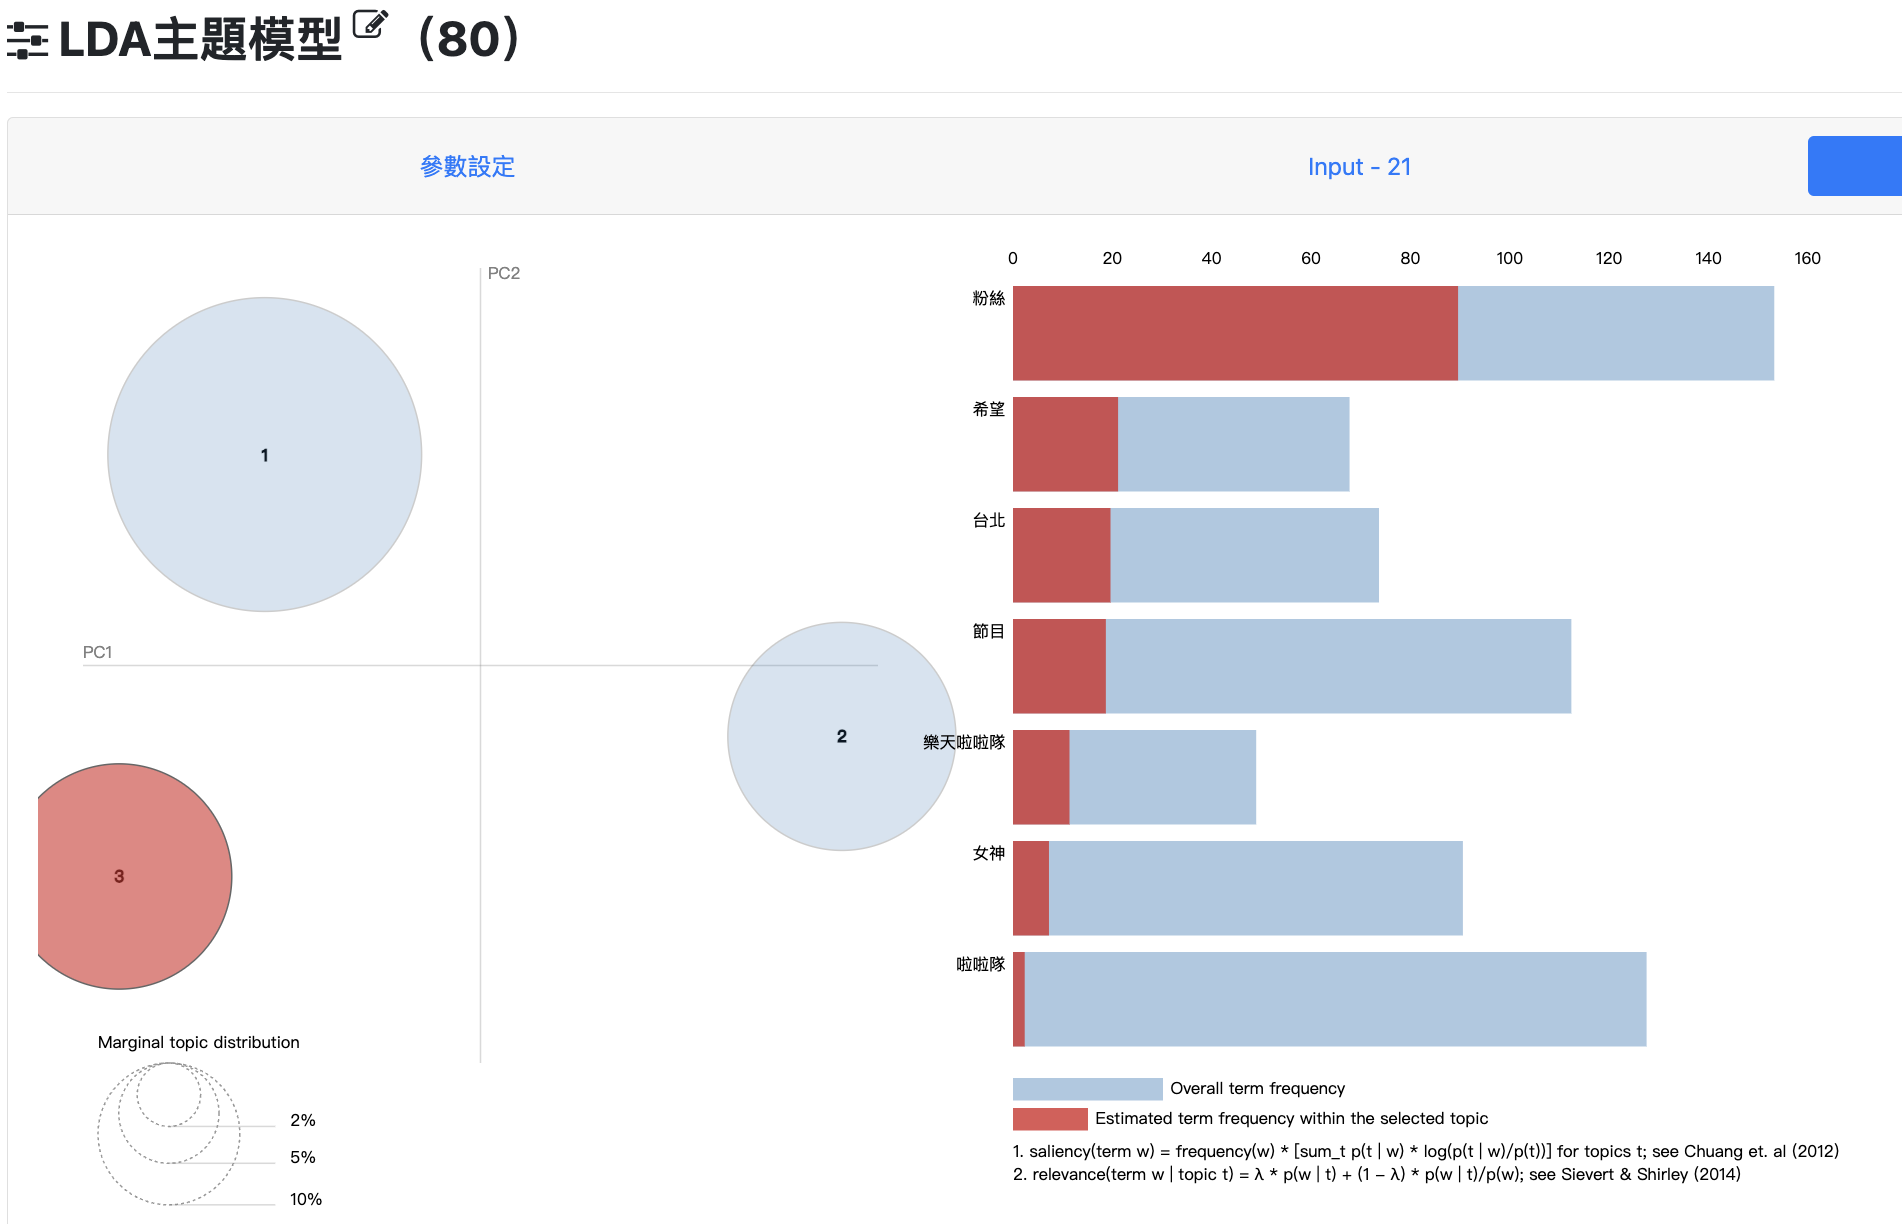 LDA主題模型（80）
參數設定
Input - 21
PC2
PC1
1
2
3
Marginal topic distribution
2%
5%
10%
0 20 40 60 80 100 120 140 160
粉絲
希望
台北
節目
樂天啦啦隊
女神
啦啦隊
Overall term frequency
Estimated term frequency within the selected topic
1. saliency(term w) = frequency(w) * [sum_t p(t | w) * log(p(t | w)/p(t))] for topics t; see Chuang et. al (2012)
2. relevance(term w | topic t) = λ * p(w | t) + (1 – λ) * p(w | t)/p(w); see Sievert & Shirley (2014)